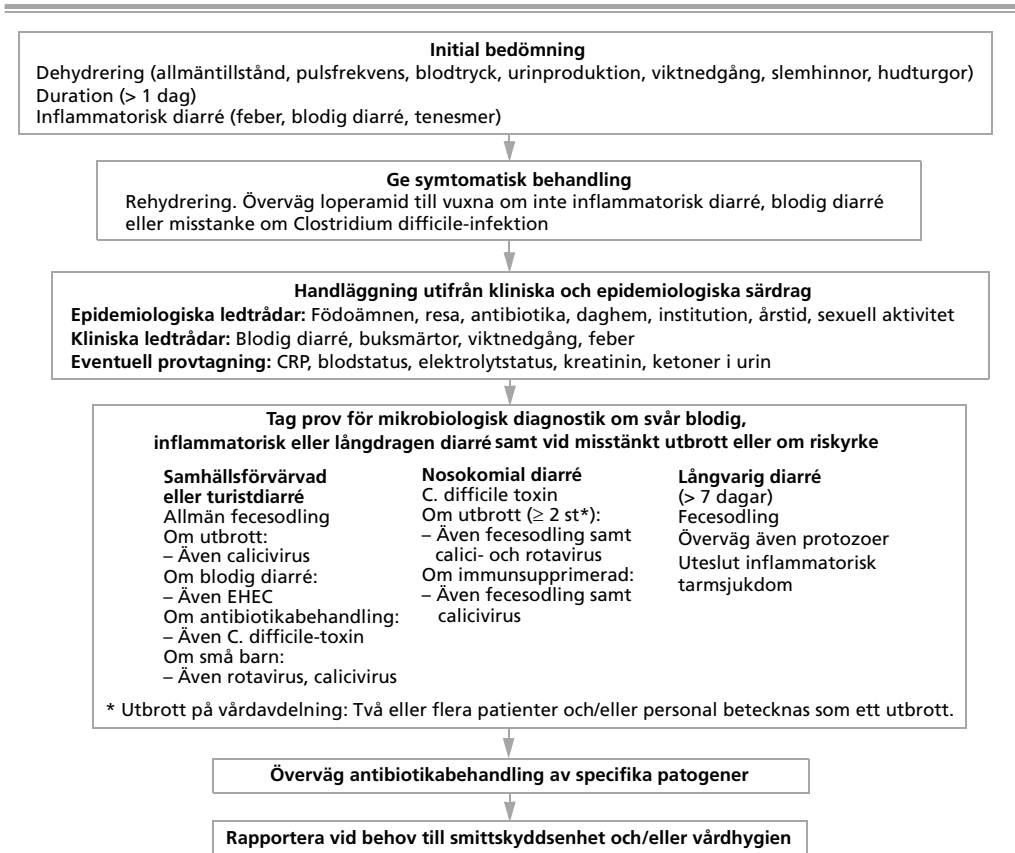 Initial bedömning
Dehydrering (allmäntillstånd, pulsfrekvens, blodtryck, urinproduktion, viktnedgång, slemhinnor, hudturgor)
Duration (> 1 dag)
Inflammatorisk diarré (feber, blodig diarré, tenesmer)
Ge symtomatisk behandling
Rehydrering. Överväg loperamid till vuxna om inte inflammatorisk diarré, blodig diarré
eller misstanke om Clostridium difficile-infektion
Handläggning utifrån kliniska och epidemiologiska särdrag
Epidemiologiska ledtrådar: Födoämnen, resa, antibiotika, daghem, institution, årstid, sexuell aktivitet
Kliniska ledtrådar: Blodig diarré, buksmärtor, viktnedgång, feber
Eventuell provtagning: CRP, blodstatus, elektrolytstatus, kreatinin, ketoner i urin
Tag prov för mikrobiologisk diagnostik om svår blodig,
inflammatorisk eller långdragen diarré samt vid misstänkt utbrott eller om riskyrke
Samhällsförvärvad
eller turistdiarré
Allmän fecesodling
Om utbrott:
– Även calicivirus
Om blodig diarré:
– Även EHEC
Om antibiotikabehandling:
– Även C. difficile-toxin
Om små barn:
– Även rotavirus, calicivirus
Nosokomial diarré
C. difficile toxin
Om utbrott (≥ 2 st*):
– Även fecesodling samt
calici- och rotavirus
Om immunsupprimerad:
– Även fecesodling samt
calicivirus
Långvarig diarré
(> 7 dagar)
Fecesodling
Överväg även protozoer
Uteslut inflammatorisk
tarmsjukdom
* Utbrott på vårdavdelning: Två eller flera patienter och/eller personal betecknas som ett utbrott.
Överväg antibiotikabehandling av specifika patogener
Rapportera vid behov till smittskyddsenhet och/eller vårdhygien